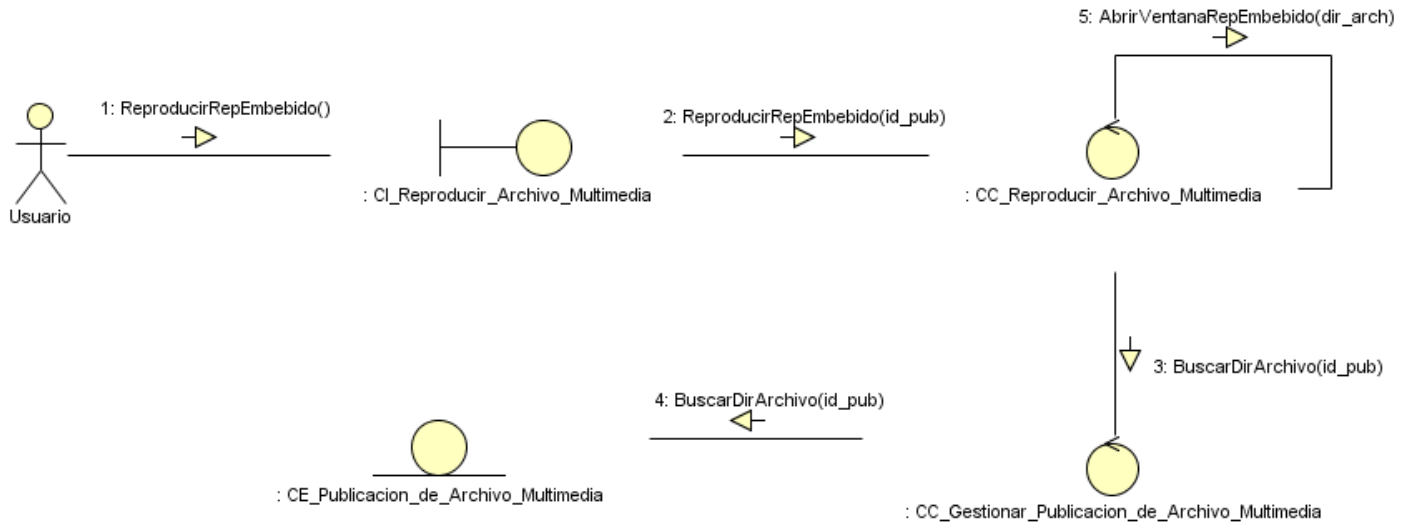 5: AbrirVentanaRepEmbebido(dir_arch)
1: ReproducirRepEmbebido()
2: ReproducirRepEmbebido(id_pub)
Usuario
: CI_Reproducir_Archivo_Multimedia
: CC_Reproducir_Archivo_Multimedia
3: BuscarDirArchivo(id_pub)
4: BuscarDirArchivo(id_pub)
: CE_Publicacion_de_Archivo_Multimedia
: CC_Gestionar_Publicacion_de_Archivo_Multimedia